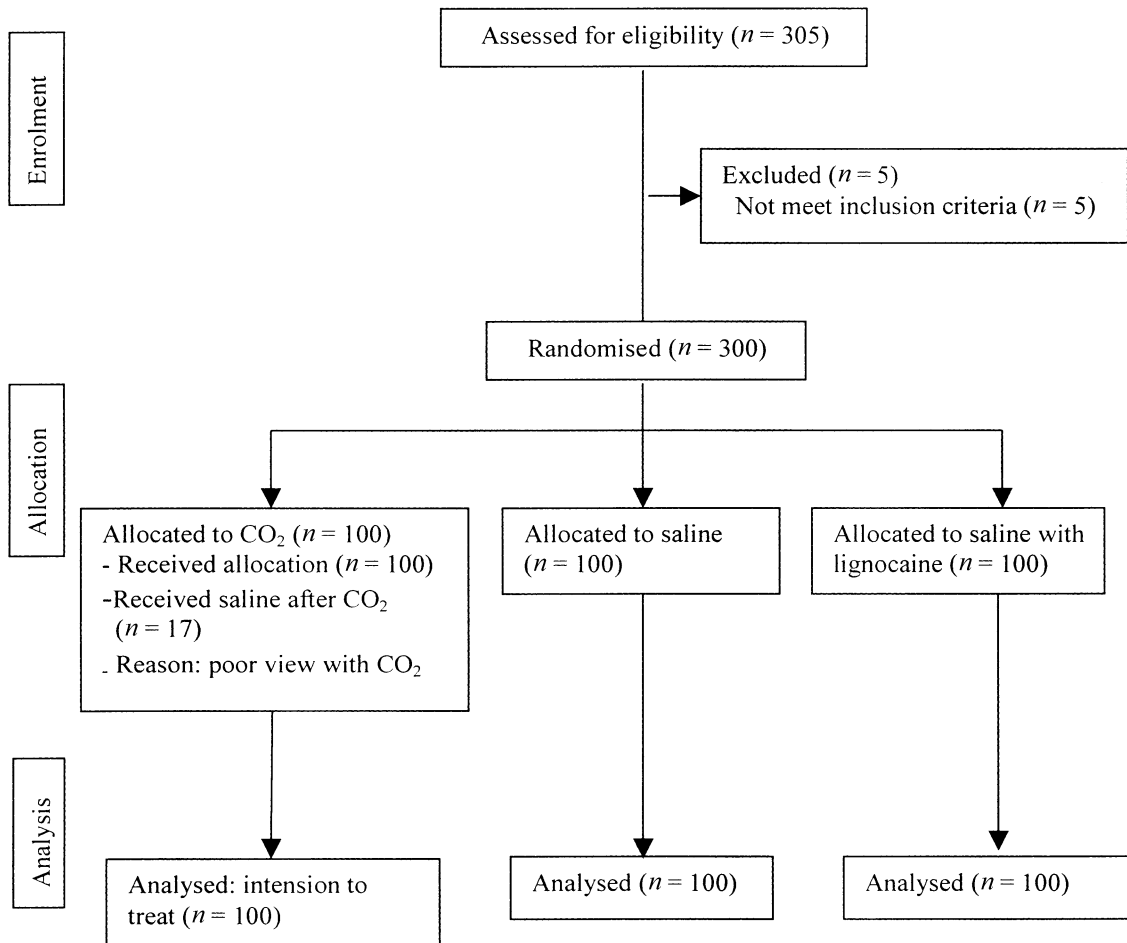 Enrolment
Assessed for eligibility (n = 305)
Excluded (n = 5)
Not meet inclusion criteria (n = 5)
Randomised (n = 300)
Allocation
Allocated to CO₂ (n = 100)
- Received allocation (n = 100)
-Received saline after CO₂
(n = 17)
- Reason: poor view with CO₂
Allocated to saline
(n = 100)
Allocated to saline with
lignocaine (n = 100)
Analysis
Analysed: intension to
treat (n = 100)
Analysed (n = 100)
Analysed (n = 100)